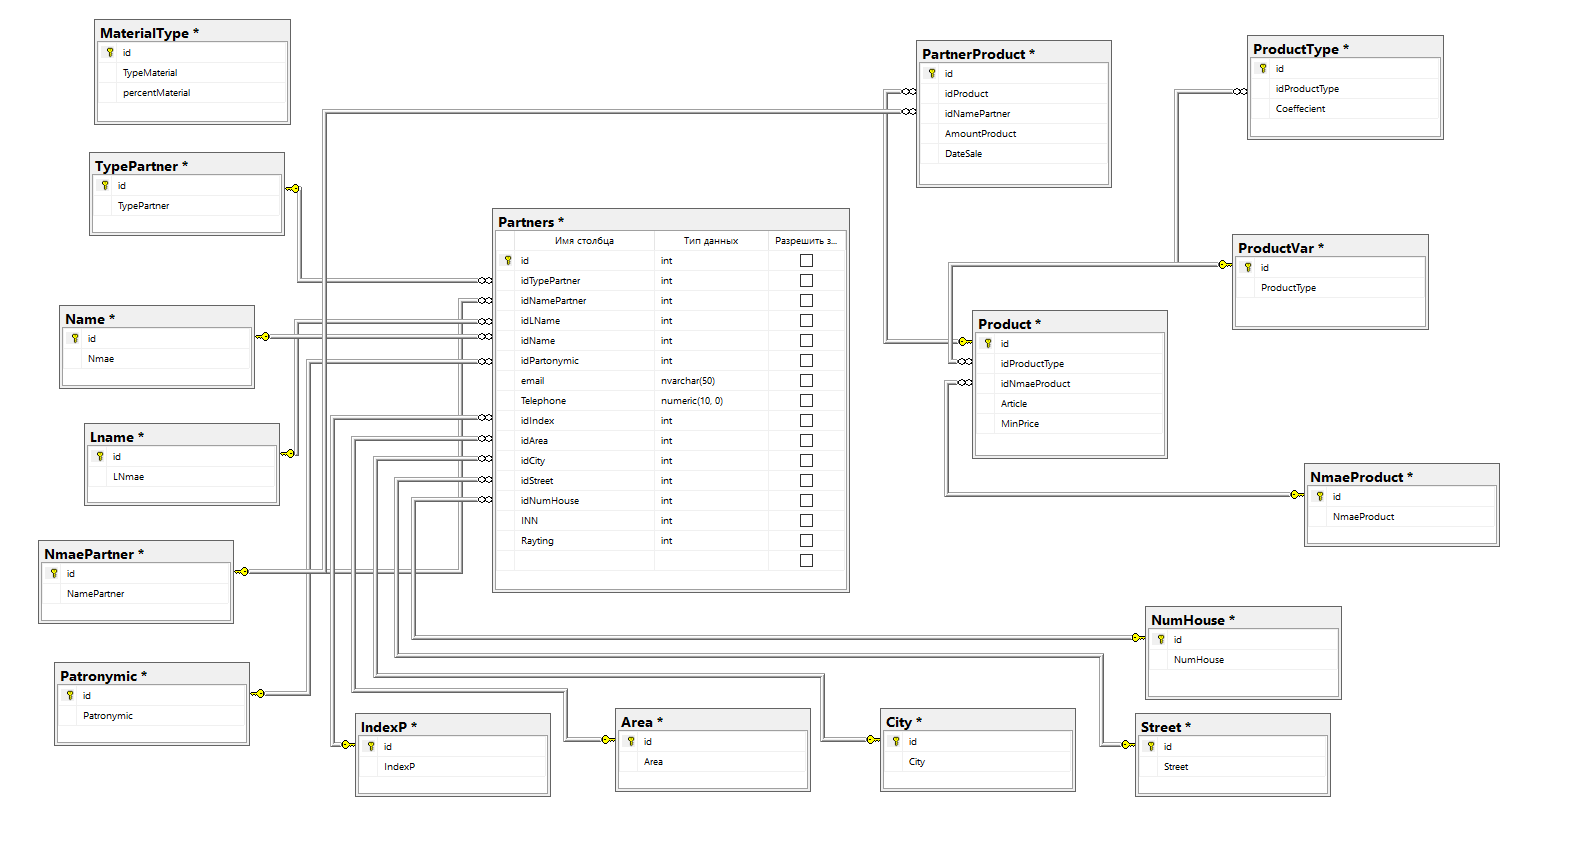 MaterialType *
id
TypeMaterial
percentMaterial
TypePartner *
id
TypePartner
Name *
id
Nmae
Lname *
id
LNmae
NmaePartner *
id
NamePartner
Patronymic *
id
Patronymic
Partners *
Имя столбца Тип данных Разрешить з...
id int
idTypePartner int
idNamePartner int
idLName int
idName int
idPartonymic int
email nvarchar(50)
Telephone numeric(10, 0)
idIndex int
idArea int
idCity int
idStreet int
idNumHouse int
INN int
Rayting int
PartnerProduct *
id
idProduct
idNamePartner
AmountProduct
DateSale
ProductType *
id
idProductType
Coeffecient
ProductVar *
id
ProductType
Product *
id
idProductType
idNmaeProduct
Article
MinPrice
NmaeProduct *
id
NmaeProduct
NumHouse *
id
NumHouse
IndexP *
id
IndexP
Area *
id
Area
City *
id
City
Street *
id
Street